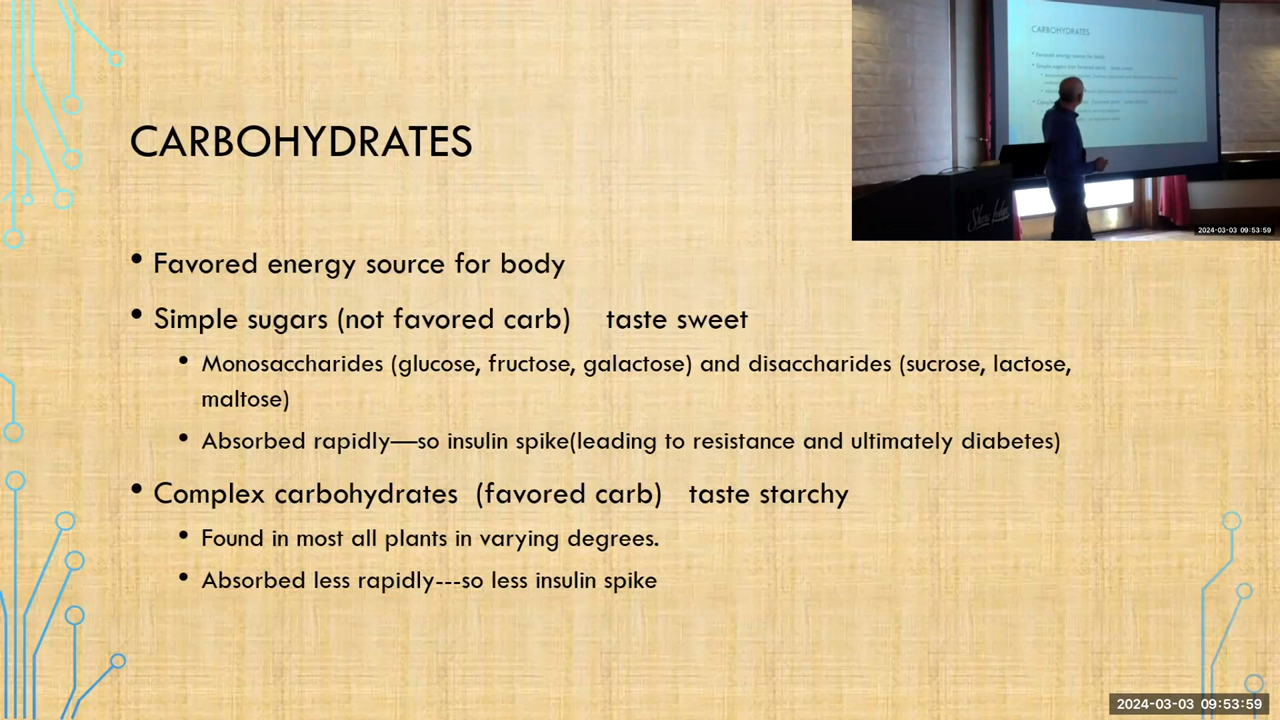 CARBOHYDRATES
• Favored energy source for body
• Simple sugars (not favored carb)    taste sweet
• Monosaccharides (glucose, fructose, galactose) and disaccharides (sucrose, lactose,
maltose)
• Absorbed rapidly—so insulin spike(leading to resistance and ultimately diabetes)
• Complex carbohydrates  (favored carb)   taste starchy
• Found in most all plants in varying degrees.
• Absorbed less rapidly---so less insulin spike
CARBOHYDRATES
2024-03-03 09:53:59
2024-03-03 09:53:59